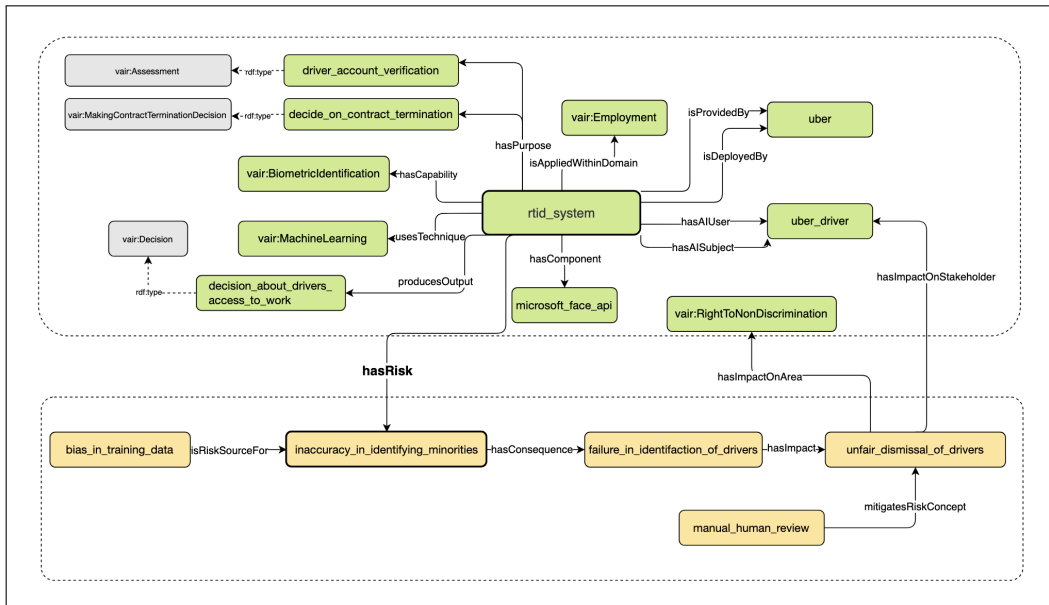 vair:Assessment
rdf:type
driver_account_verification
vair:MakingContractTerminationDecision
rdf:type
decide_on_contract_termination
hasPurpose
vair:Employment
isAppliedWithinDomain
isProvidedBy
uber
isDeployedBy
vair:BiometricIdentification
hasCapability
rtid_system
vair:MachineLearning
usesTechnique
hasAIUser
uber_driver
hasAISubject
vair:Decision
rdf:type
decision_about_drivers_
access_to_work
producesOutput
hasComponent
microsoft_face_api
hasImpactOnStakeholder
vair:RightToNonDiscrimination
hasRisk
hasImpactOnArea
bias_in_training_data
isRiskSourceFor
inaccuracy_in_identifying_minorities
hasConsequence
failure_in_identifaction_of_drivers
hasImpact
unfair_dismissal_of_drivers
mitigatesRiskConcept
manual_human_review